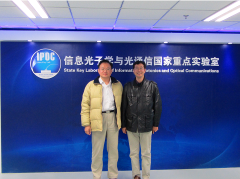 IPOC
信息光子学与光通信国家重点实验室
State Key Laboratory of Information Photonics and Optical Communications